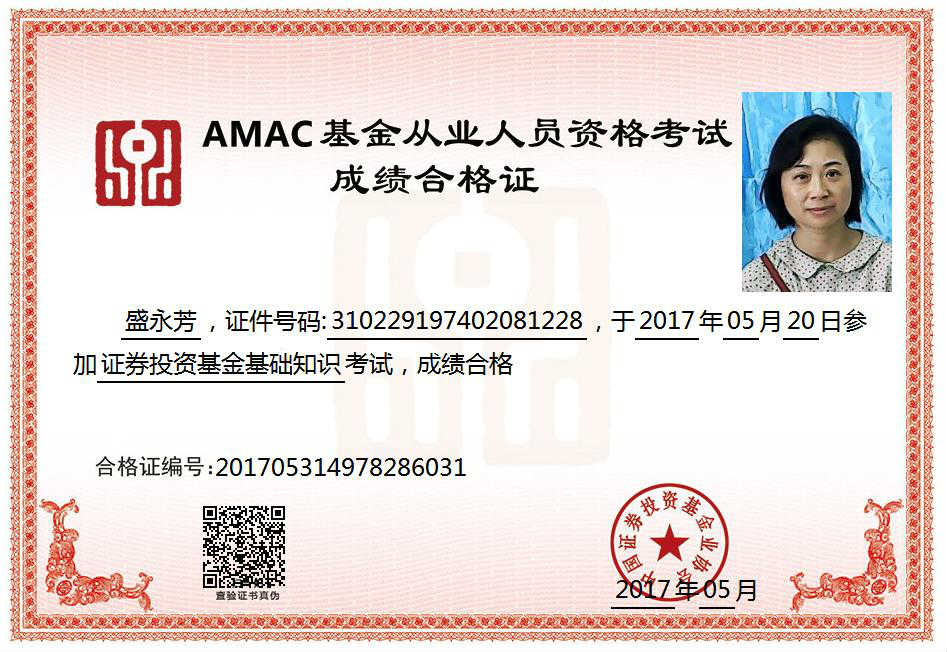 AMAC基金从业人员资格考试
成绩合格证
盛永芳，证件号码:310229197402081228，于2017年05月20日参
加证券投资基金基础知识考试，成绩合格
合格证编号:201705314978286031
查验证书真伪
中国证券投资基金业协会
2017年05月